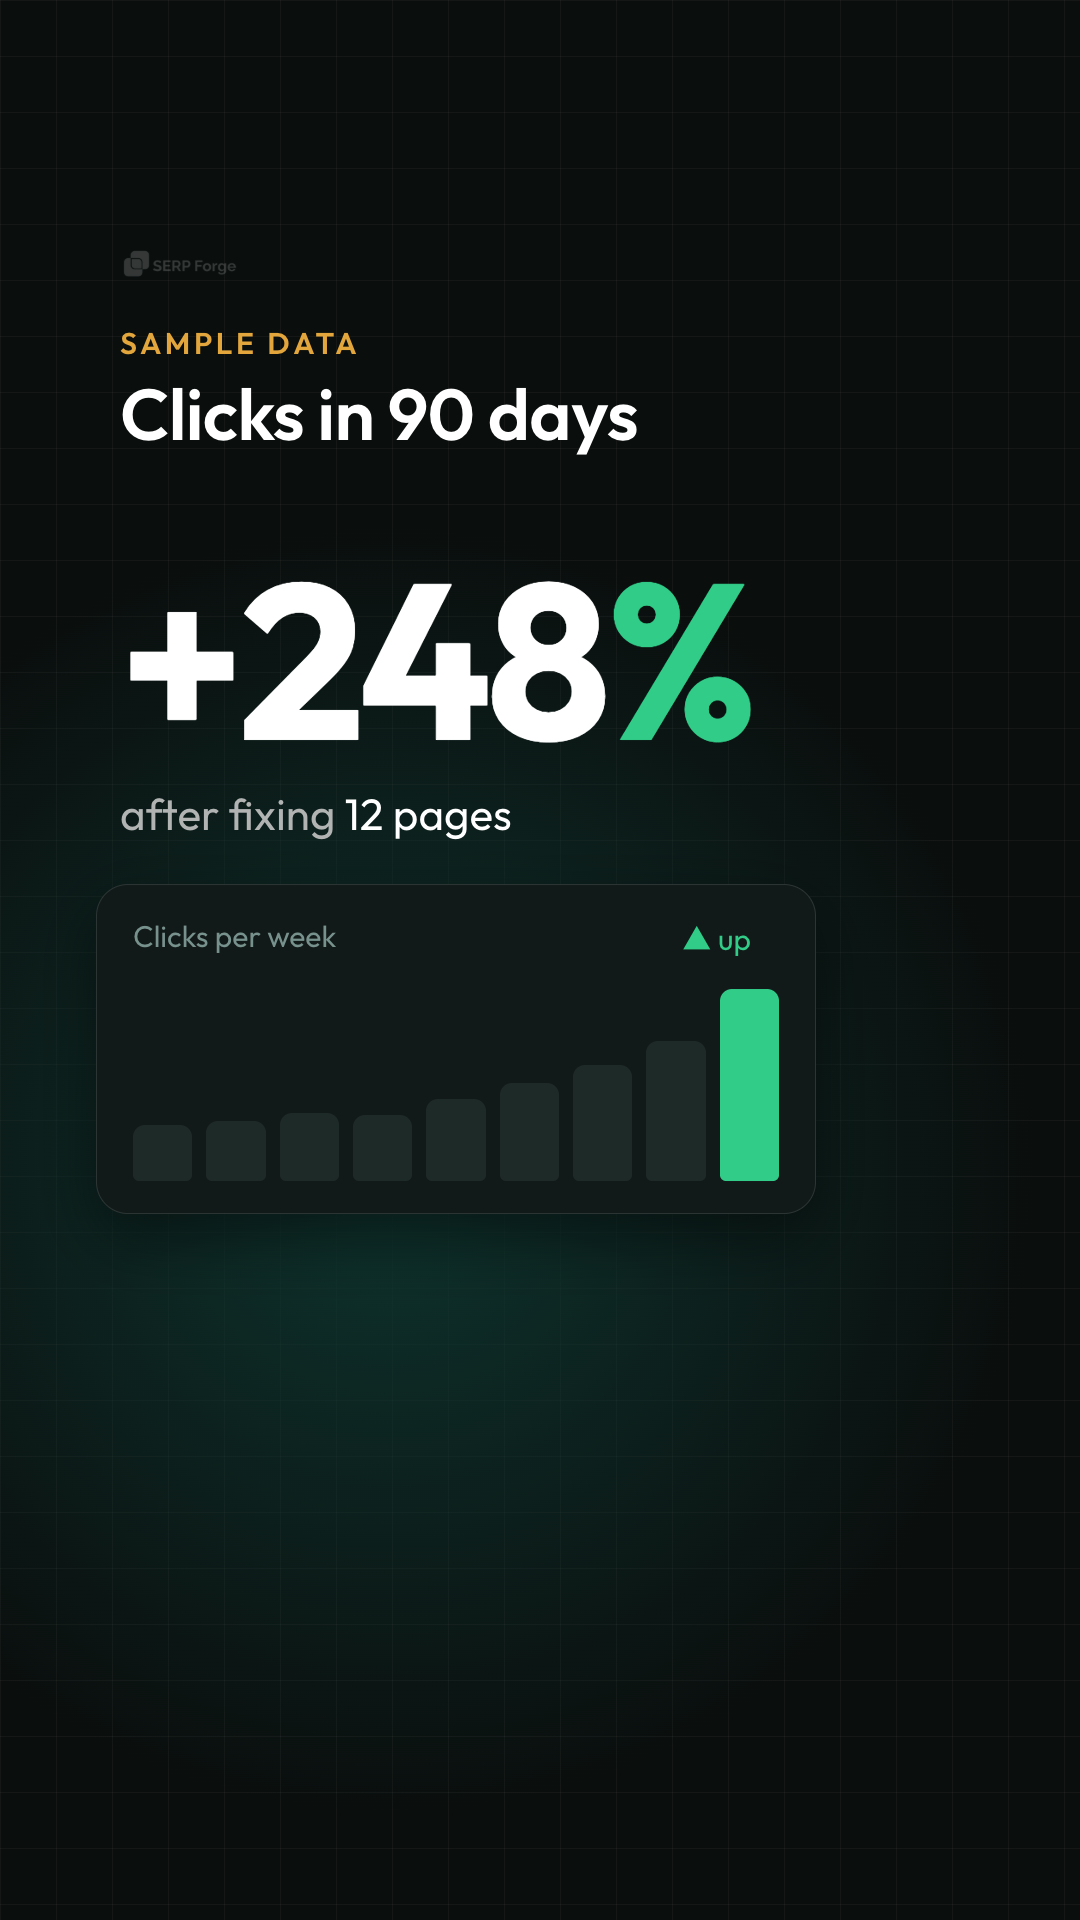 SERP Forge
SAMPLE DATA
Clicks in 90 days
+248%
after fixing 12 pages
Clicks per week
▲ up